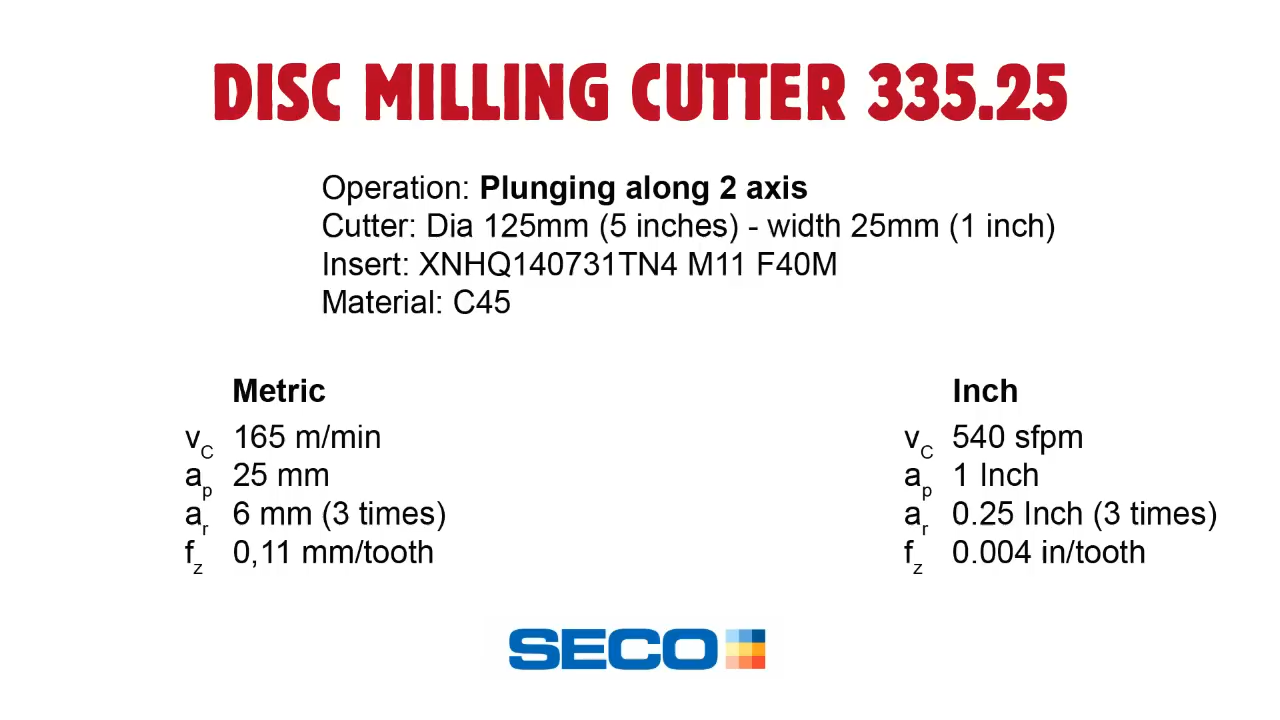 DISC MILLING CUTTER 335.25
Operation: Plunging along 2 axis
Cutter: Dia 125mm (5 inches) - width 25mm (1 inch)
Insert: XNHQ140731TN4 M11 F40M
Material: C45
Metric
vC 165 m/min
ap 25 mm
ar 6 mm (3 times)
fz 0,11 mm/tooth
Inch
vC 540 sfpm
ap 1 Inch
ar 0.25 Inch (3 times)
fz 0.004 in/tooth
SECO